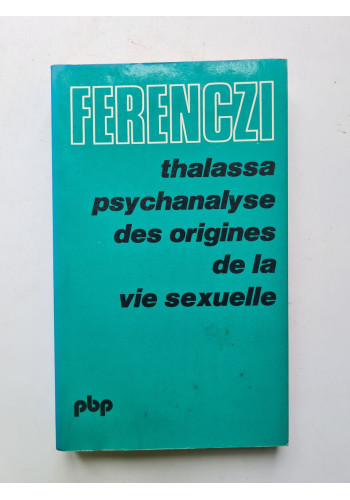 FERENCZI
thalassa
psychanalyse
des origines
de la
vie sexuelle
pbp